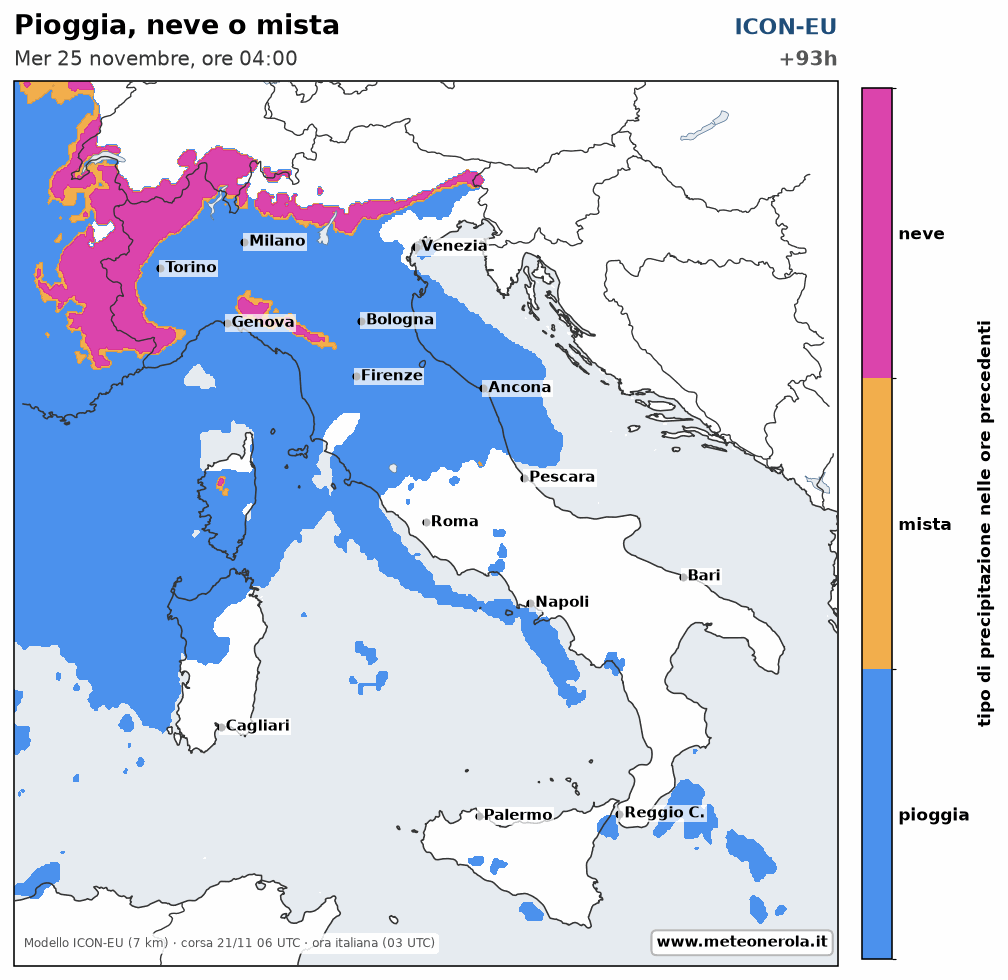 Pioggia, neve o mista
ICON-EU
Mer 25 novembre, ore 04:00
+93h
neve
Milano
Venezia
Torino
Genova
Bologna
Firenze
Ancona
mista
Pescara
Roma
Bari
Napoli
Cagliari
Palermo
Reggio C.
pioggia
tipo di precipitazione nelle ore precedenti
Modello ICON-EU (7 km) · corsa 21/11 06 UTC · ora italiana (03 UTC)
www.meteonerola.it